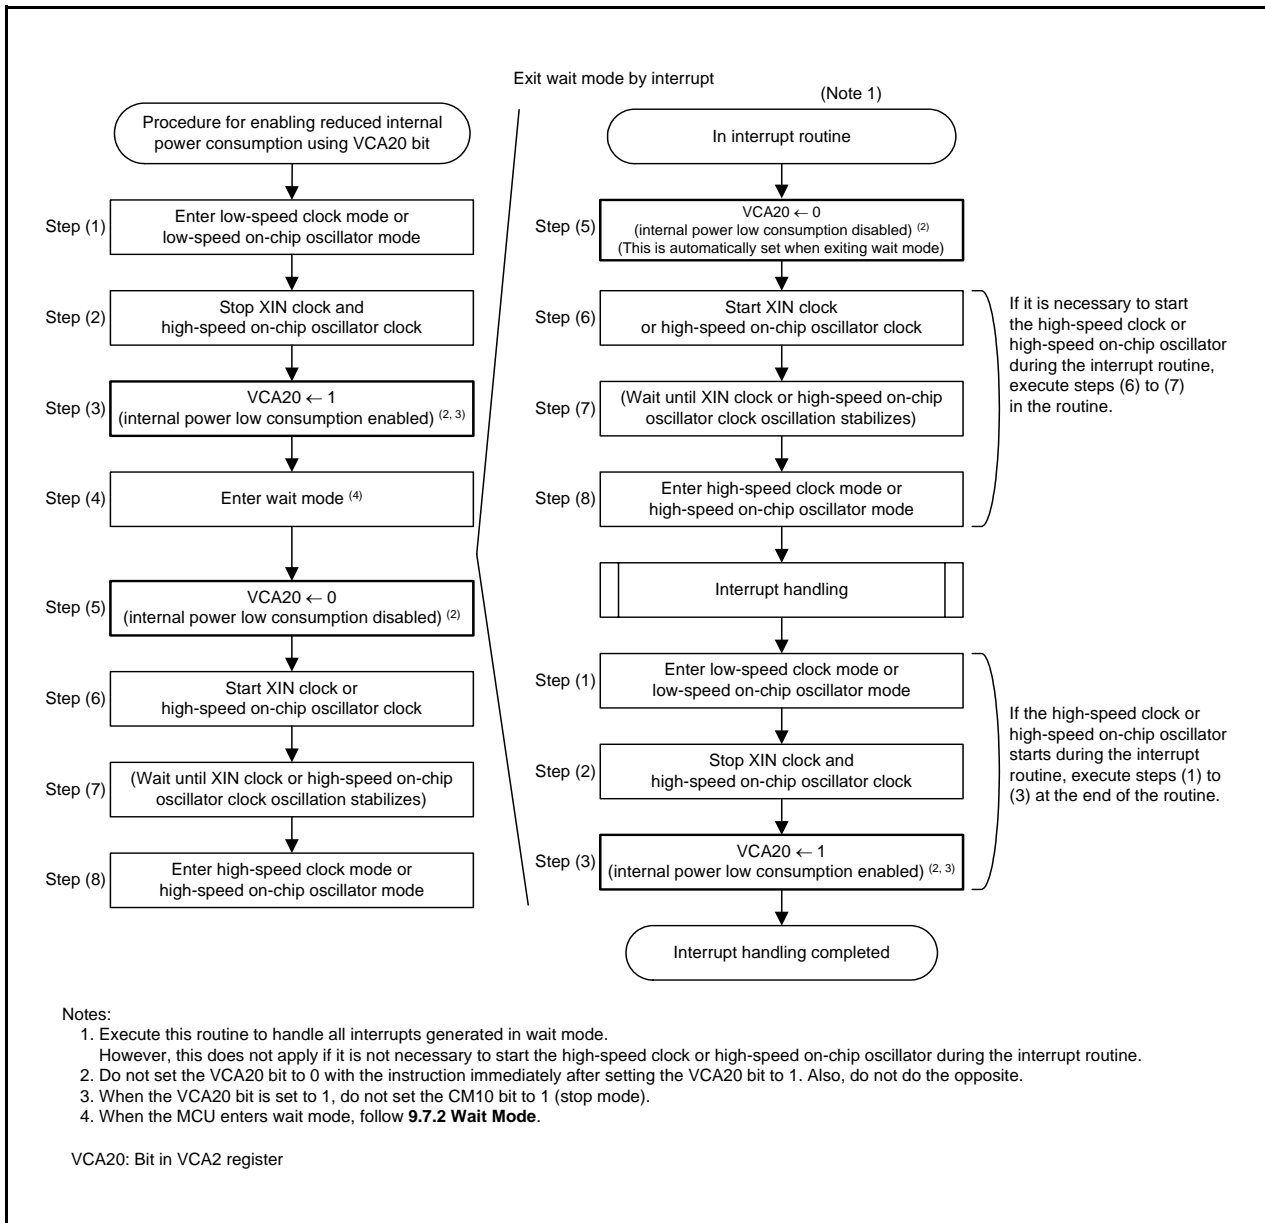 Exit wait mode by interrupt
Procedure for enabling reduced internal
power consumption using VCA20 bit
Step (1)
Enter low-speed clock mode or
low-speed on-chip oscillator mode
Step (2)
Stop XIN clock and
high-speed on-chip oscillator clock
Step (3)
VCA20 ← 1
(internal power low consumption enabled) (2, 3)
Step (4)
Enter wait mode (4)
Step (5)
VCA20 ← 0
(internal power low consumption disabled) (2)
Step (6)
Start XIN clock or
high-speed on-chip oscillator clock
Step (7)
(Wait until XIN clock or high-speed on-chip
oscillator clock oscillation stabilizes)
Step (8)
Enter high-speed clock mode or
high-speed on-chip oscillator mode
(Note 1)
In interrupt routine
Step (5)
VCA20 ← 0
(internal power low consumption disabled) (2)
(This is automatically set when exiting wait mode)
Step (6)
Start XIN clock
or high-speed on-chip oscillator clock
Step (7)
(Wait until XIN clock or high-speed on-chip
oscillator clock oscillation stabilizes)
Step (8)
Enter high-speed clock mode or
high-speed on-chip oscillator mode
If it is necessary to start
the high-speed clock or
high-speed on-chip oscillator
during the interrupt routine,
execute steps (6) to (7)
in the routine.
Interrupt handling
Step (1)
Enter low-speed clock mode or
low-speed on-chip oscillator mode
Step (2)
Stop XIN clock and
high-speed on-chip oscillator clock
Step (3)
VCA20 ← 1
(internal power low consumption enabled) (2, 3)
If the high-speed clock or
high-speed on-chip oscillator
starts during the interrupt
routine, execute steps (1) to
(3) at the end of the routine.
Interrupt handling completed
Notes:
1. Execute this routine to handle all interrupts generated in wait mode.
However, this does not apply if it is not necessary to start the high-speed clock or high-speed on-chip oscillator during the interrupt routine.
2. Do not set the VCA20 bit to 0 with the instruction immediately after setting the VCA20 bit to 1. Also, do not do the opposite.
3. When the VCA20 bit is set to 1, do not set the CM10 bit to 1 (stop mode).
4. When the MCU enters wait mode, follow 9.7.2 Wait Mode.
VCA20: Bit in VCA2 register